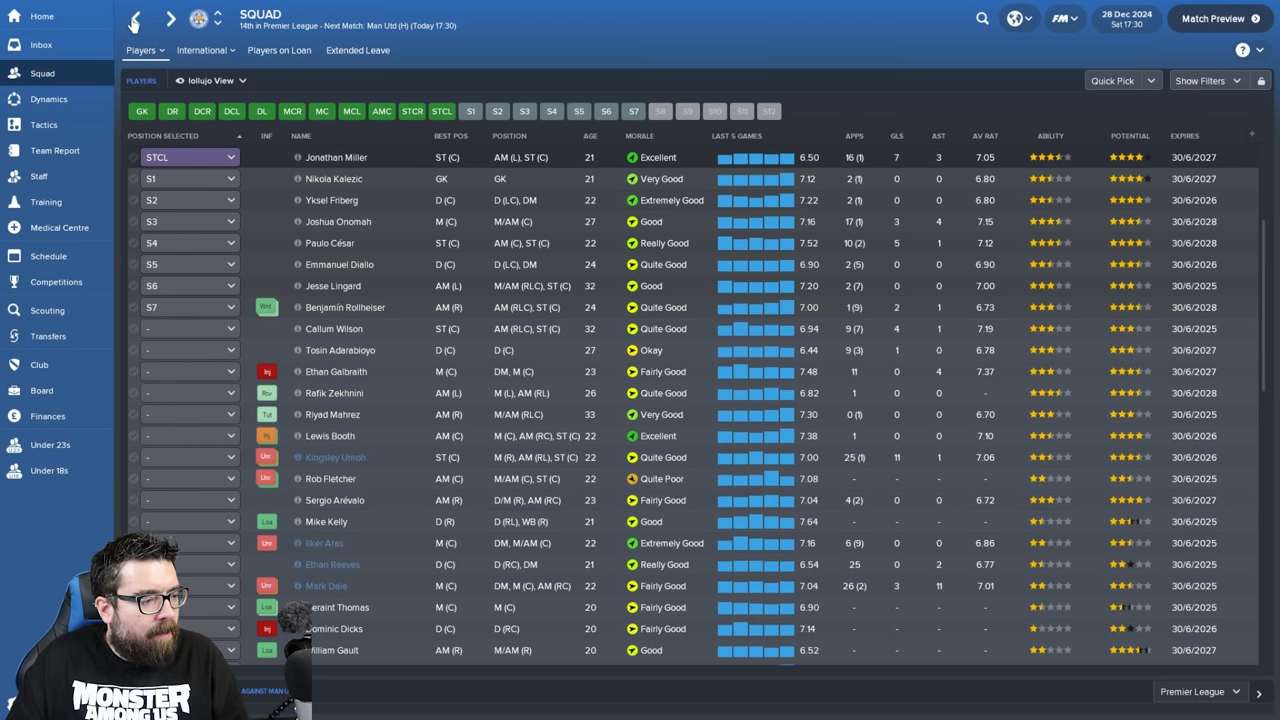 Home
SQUAD
14th in Premier League - Next Match: Man Utd (H) (Today 17:30)
FM
28 Dec 2024
Sat 17:30
Match Preview
Inbox
Squad
Dynamics
Tactics
Team Report
Staff
Training
Medical Centre
Schedule
Competitions
Scouting
Transfers
Club
Board
Finances
Under 23s
Under 18s
Players International Players on Loan Extended Leave
PLAYERS lollujo View Quick Pick Show Filters
GK DR DCR DCL DL MCR MC MCL AMC STCR STCL S1 S2 S3 S4 S5 S6 S7 S8 S9 S10 S11 S12
POSITION SELECTED INF NAME BEST POS POSITION AGE MORALE LAST 5 GAMES APPS GLS AST AV RAT ABILITY POTENTIAL EXPIRES
STCL Jonathan Miller ST (C) AM (L), ST (C) 21 Excellent 6.50 16 (1) 7 3 7.05 30/6/2027
S1 Nikola Kalezic GK GK 21 Very Good 7.12 2 (1) 0 0 6.80 30/6/2027
S2 Yksel Friberg D (C) D (LC), DM 22 Extremely Good 7.22 2 (1) 0 0 6.80 30/6/2026
S3 Joshua Onomah M (C) M/AM (C) 27 Good 7.16 17 (1) 3 4 7.15 30/6/2028
S4 Paulo César ST (C) AM (C), ST (C) 22 Really Good 7.52 10 (2) 5 1 7.12 30/6/2028
S5 Emmanuel Diallo D (C) D (LC), DM 24 Quite Good 6.90 2 (5) 0 0 6.90 30/6/2026
S6 Jesse Lingard AM (L) M/AM (RLC), ST (C) 32 Good 7.20 2 (7) 0 0 7.00 30/6/2025
S7 Wnt Benjamín Rollheiser AM (R) AM (RLC), ST (C) 24 Quite Good 7.00 1 (9) 2 1 6.73 30/6/2028
- Callum Wilson ST (C) AM (RLC), ST (C) 32 Quite Good 6.94 9 (7) 4 1 7.19 30/6/2025
- Tosin Adarabioyo D (C) D (C) 27 Okay 6.44 9 (3) 1 0 6.78 30/6/2027
- Inj Ethan Galbraith M (C) DM, M (C) 23 Fairly Good 7.48 11 0 4 7.37 30/6/2027
- Rsv Rafik Zekhnini AM (L) M (L), AM (RL) 26 Quite Good 6.82 1 0 0 - 30/6/2028
- Tut Riyad Mahrez AM (R) M/AM (RLC) 33 Very Good 7.30 0 (1) 0 0 6.70 30/6/2025
- Inj Lewis Booth AM (C) M (C), AM (RC), ST (C) 22 Excellent 7.38 1 0 0 7.10 30/6/2026
- Unr Kingsley Umoh ST (C) M (R), AM (RL), ST (C) 22 Quite Good 7.00 25 (1) 11 1 7.06 30/6/2026
- Unr Rob Fletcher AM (C) M/AM (C), ST (C) 22 Quite Poor 7.08 - - - - 30/6/2025
- Sergio Arévalo AM (R) D/M (R), AM (RC) 23 Fairly Good 7.04 4 (2) 0 0 6.72 30/6/2027
- Loa Mike Kelly D (R) D (RL), WB (R) 21 Good 7.64 - - - - 30/6/2025
- Unr Ilker Aras M (C) DM, M/AM (C) 22 Extremely Good 7.16 6 (9) 0 0 6.86 30/6/2025
Ethan Reeves D (C) D (RC), DM 21 Really Good 6.54 25 0 2 6.77 30/6/2025
Unr Mark Dale M (C) DM, M (C), AM (RC) 22 Fairly Good 7.04 26 (2) 3 11 7.01 30/6/2025
Loa eraint Thomas M (C) M (C) 20 Fairly Good 6.90 - - - - 30/6/2025
Inj Dominic Dicks D (C) D (RC) 20 Fairly Good 7.14 - - - - 30/6/2026
Loa William Gault AM (R) M/AM (R) 20 Good 6.52 - - - - 30/6/2027
AGAINST MAN U
Premier League
MONSTER
AMONG US